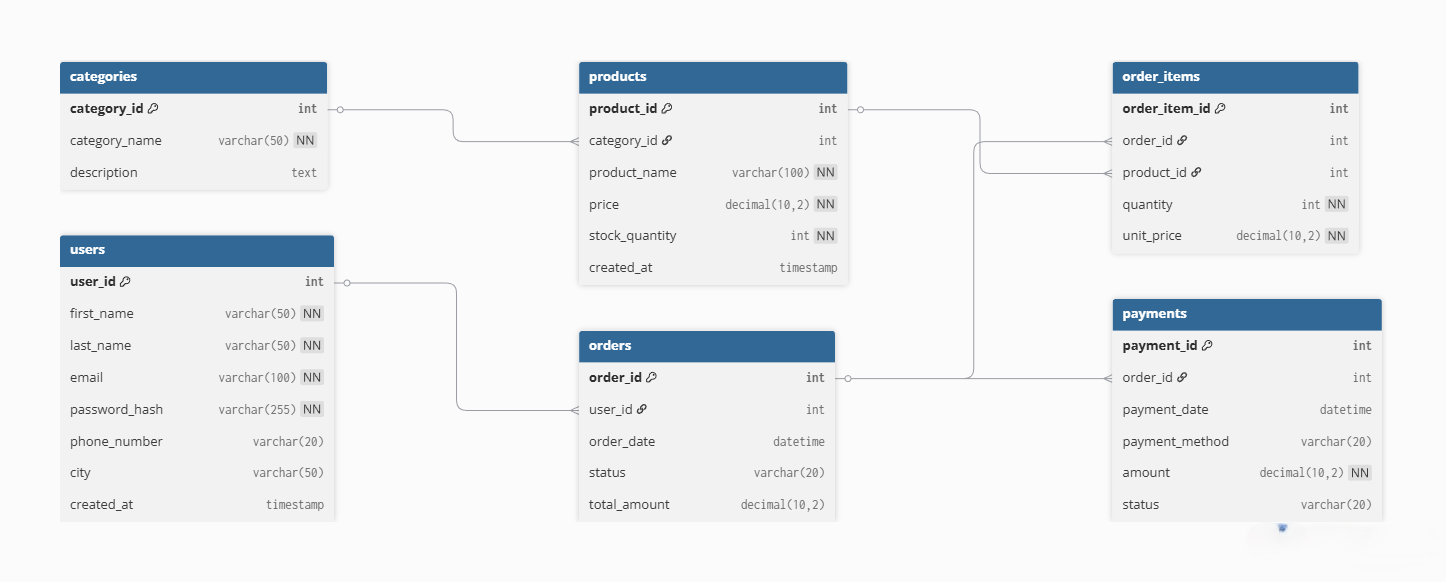 categories
category_id int
category_name varchar(50) NN
description text
users
user_id int
first_name varchar(50) NN
last_name varchar(50) NN
email varchar(100) NN
password_hash varchar(255) NN
phone_number varchar(20)
city varchar(50)
created_at timestamp
products
product_id int
category_id int
product_name varchar(100) NN
price decimal(10,2) NN
stock_quantity int NN
created_at timestamp
orders
order_id int
user_id int
order_date datetime
status varchar(20)
total_amount decimal(10,2)
order_items
order_item_id int
order_id int
product_id int
quantity int NN
unit_price decimal(10,2) NN
payments
payment_id int
order_id int
payment_date datetime
payment_method varchar(20)
amount decimal(10,2) NN
status varchar(20)